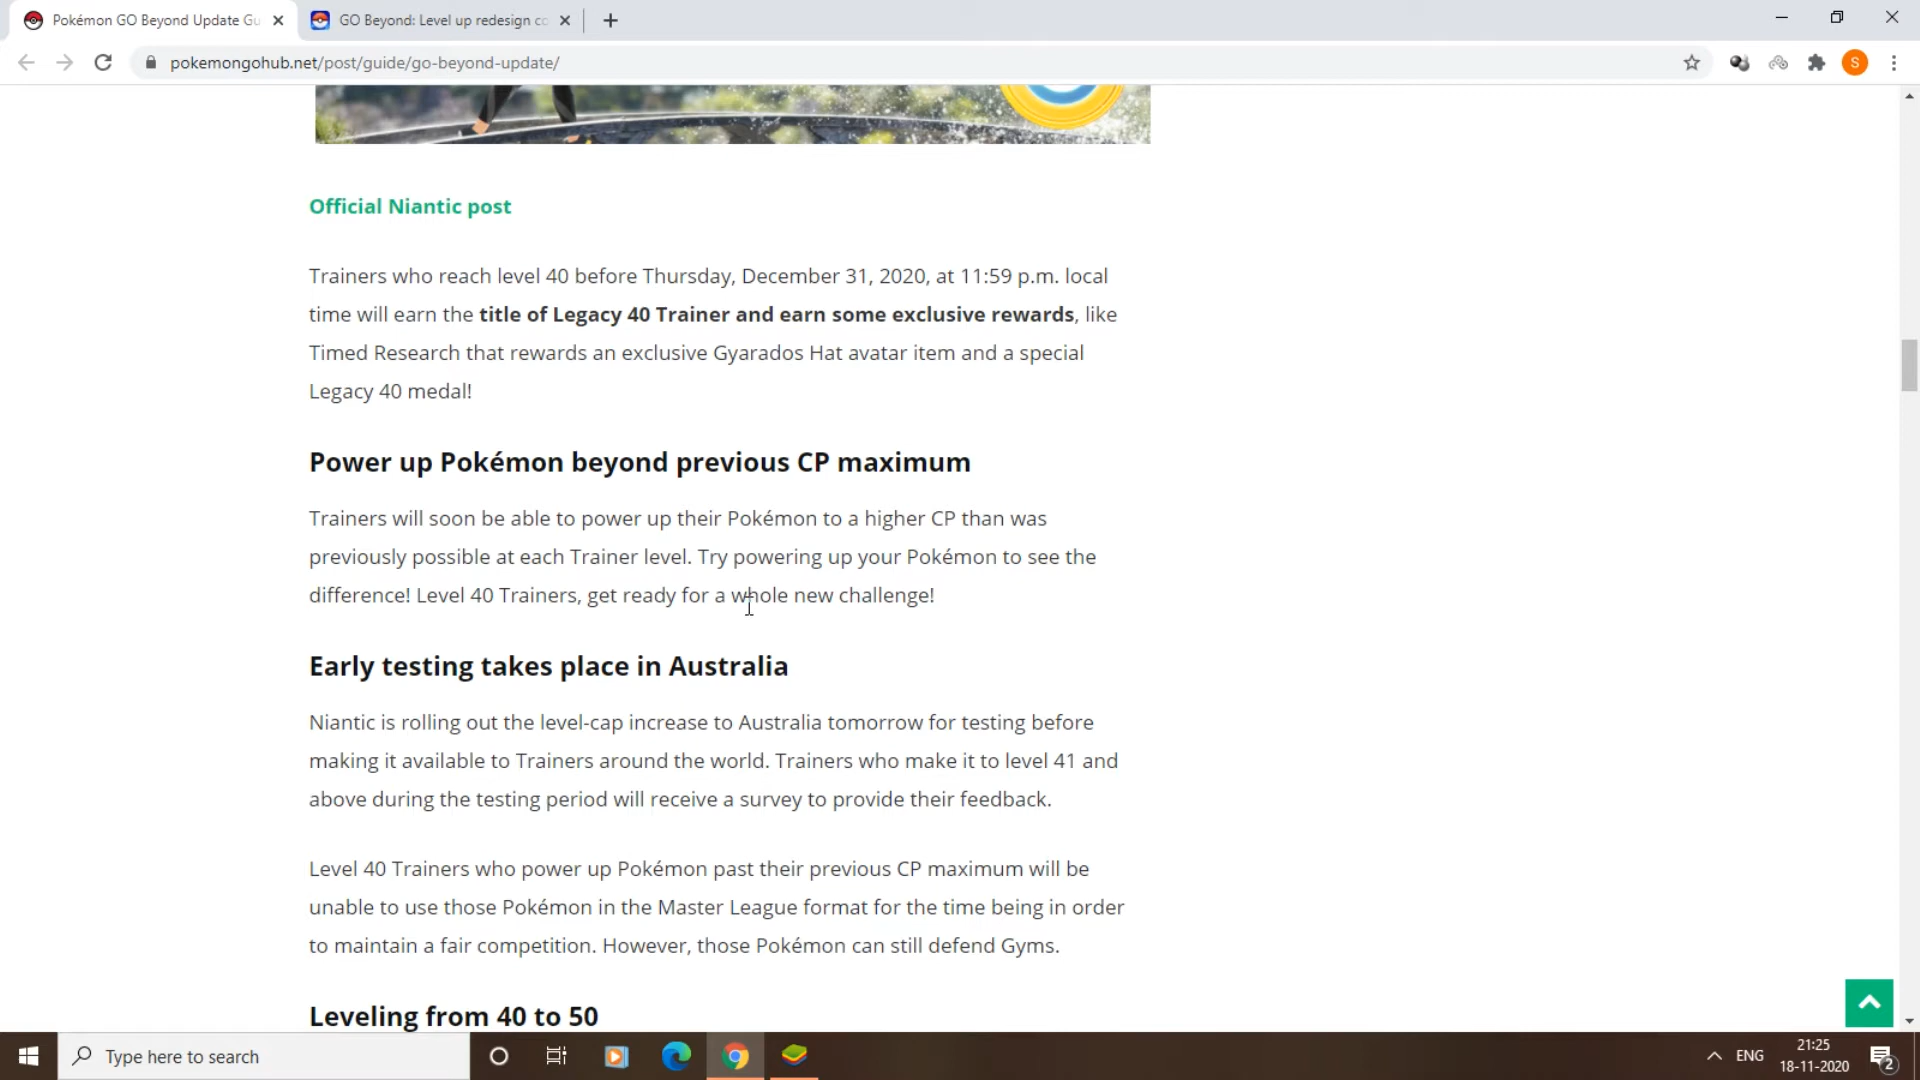 Pokémon GO Beyond Update Gu
GO Beyond: Level up redesign co
pokemongohub.net/post/guide/go-beyond-update/
S
Official Niantic post
Trainers who reach level 40 before Thursday, December 31, 2020, at 11:59 p.m. local
time will earn the title of Legacy 40 Trainer and earn some exclusive rewards, like
Timed Research that rewards an exclusive Gyarados Hat avatar item and a special
Legacy 40 medal!
Power up Pokémon beyond previous CP maximum
Trainers will soon be able to power up their Pokémon to a higher CP than was
previously possible at each Trainer level. Try powering up your Pokémon to see the
difference! Level 40 Trainers, get ready for a whole new challenge!
Early testing takes place in Australia
Niantic is rolling out the level-cap increase to Australia tomorrow for testing before
making it available to Trainers around the world. Trainers who make it to level 41 and
above during the testing period will receive a survey to provide their feedback.
Level 40 Trainers who power up Pokémon past their previous CP maximum will be
unable to use those Pokémon in the Master League format for the time being in order
to maintain a fair competition. However, those Pokémon can still defend Gyms.
Leveling from 40 to 50
Type here to search
ENG
21:25
18-11-2020
2